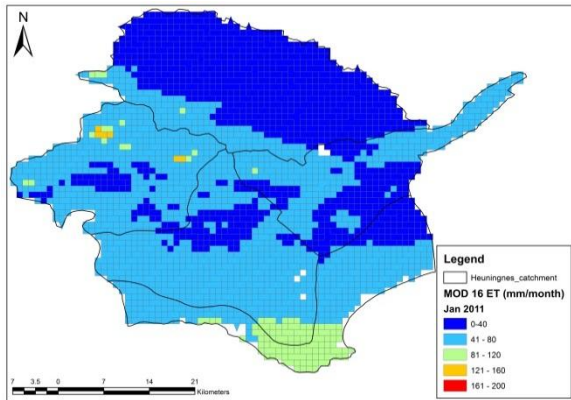 N
Legend
Heuningnes_catchment
MOD 16 ET (mm/month)
Jan 2011
0-40
41 - 80
81 - 120
121 - 160
161 - 200
7 3.5 0 7 14 21
Kilometers